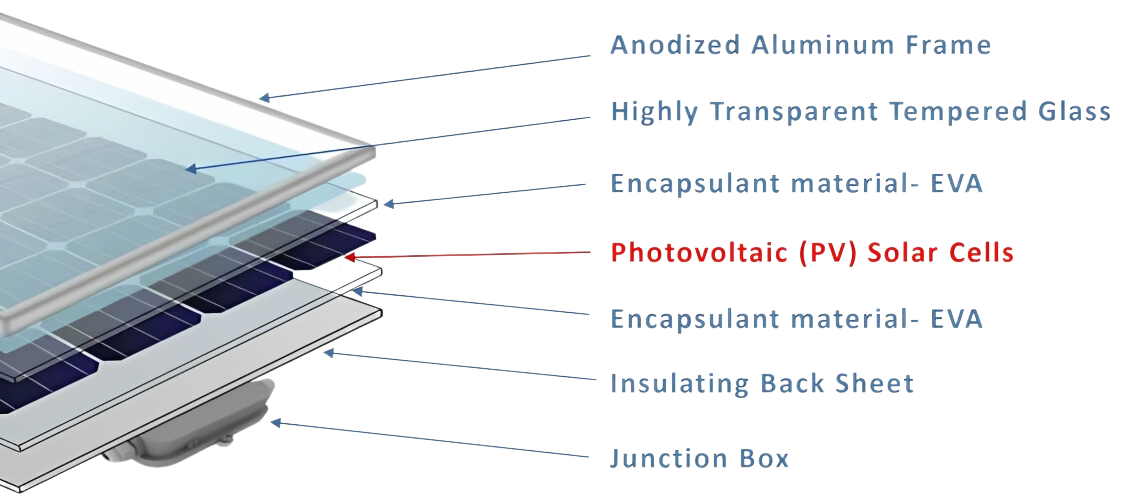 Anodized Aluminum Frame
Highly Transparent Tempered Glass
Encapsulant material- EVA
Photovoltaic (PV) Solar Cells
Encapsulant material- EVA
Insulating Back Sheet
Junction Box